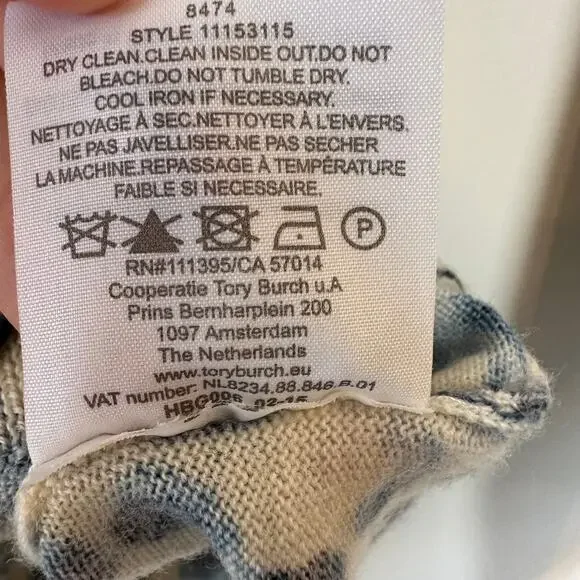 8474
STYLE 11153115
DRY CLEAN.CLEAN INSIDE OUT.DO NOT
BLEACH.DO NOT TUMBLE DRY.
COOL IRON IF NECESSARY.
NETTOYAGE À SEC.NETTOYER À L'ENVERS.
NE PAS JAVELLISER.NE PAS SECHER
LA MACHINE.REPASSAGE À TEMPÉRATURE
FAIBLE SI NECESSAIRE.
P
RN#111395/CA 57014
Cooperatie Tory Burch u.A
Prins Bernharplein 200
1097 Amsterdam
The Netherlands
www.toryburch.eu
VAT number: NL8234.88.846.B.01
HBG096 02-15